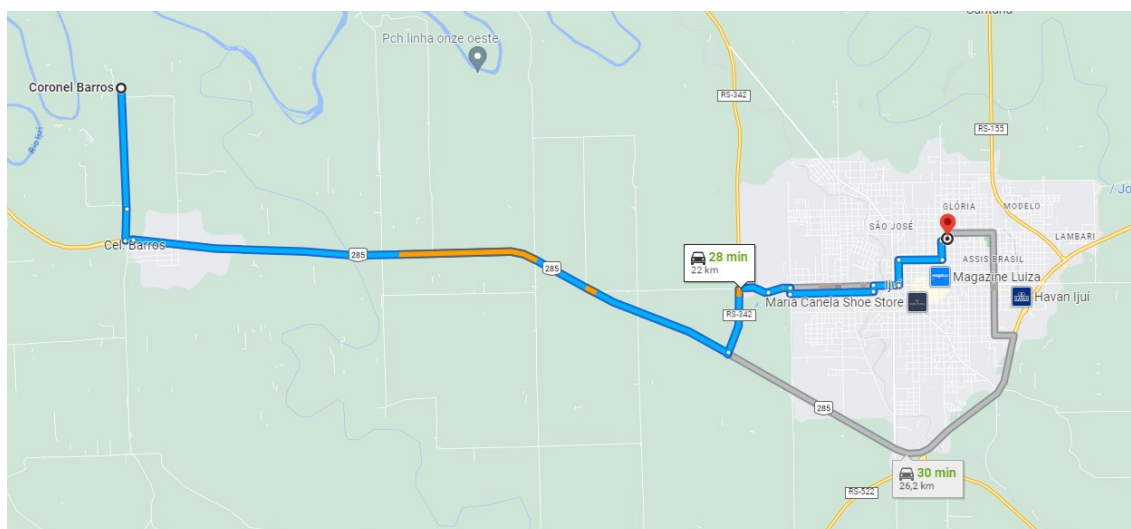 Santana
Pch linha onze oeste
Coronel Barros
RS-342
RS-155
R. Ijuí
/ Jo
GLÓRIA
MODELO
SÃO JOSÉ
LAMBARI
Cel. Barros
285
285
28 min
22 km
ASSIS BRASIL
Magazine Luiza
Ijuí
Havan Ijuí
Maria Canela Shoe Store
RS-342
285
30 min
26,2 km
RS-522